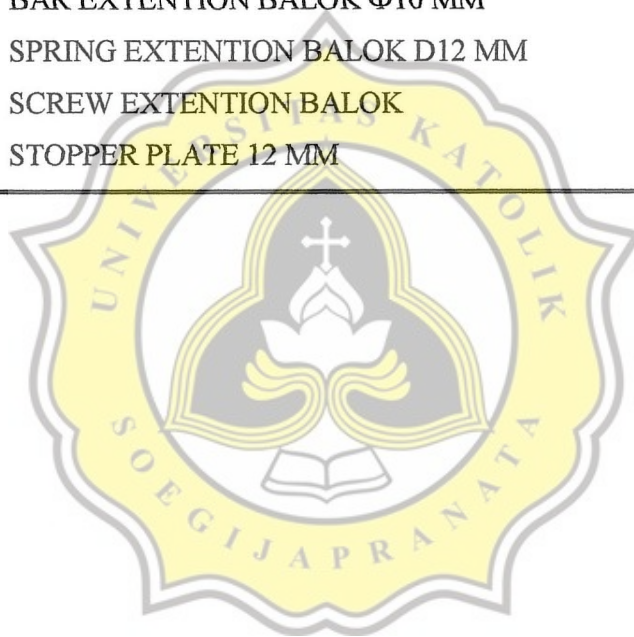 BAR EXTENTION BALOK Φ10 MM
SPRING EXTENTION BALOK D12 MM
SCREW EXTENTION BALOK
STOPPER PLATE 12 MM
UNIVERSITAS KATOLIK
SOEGIJAPRANATA